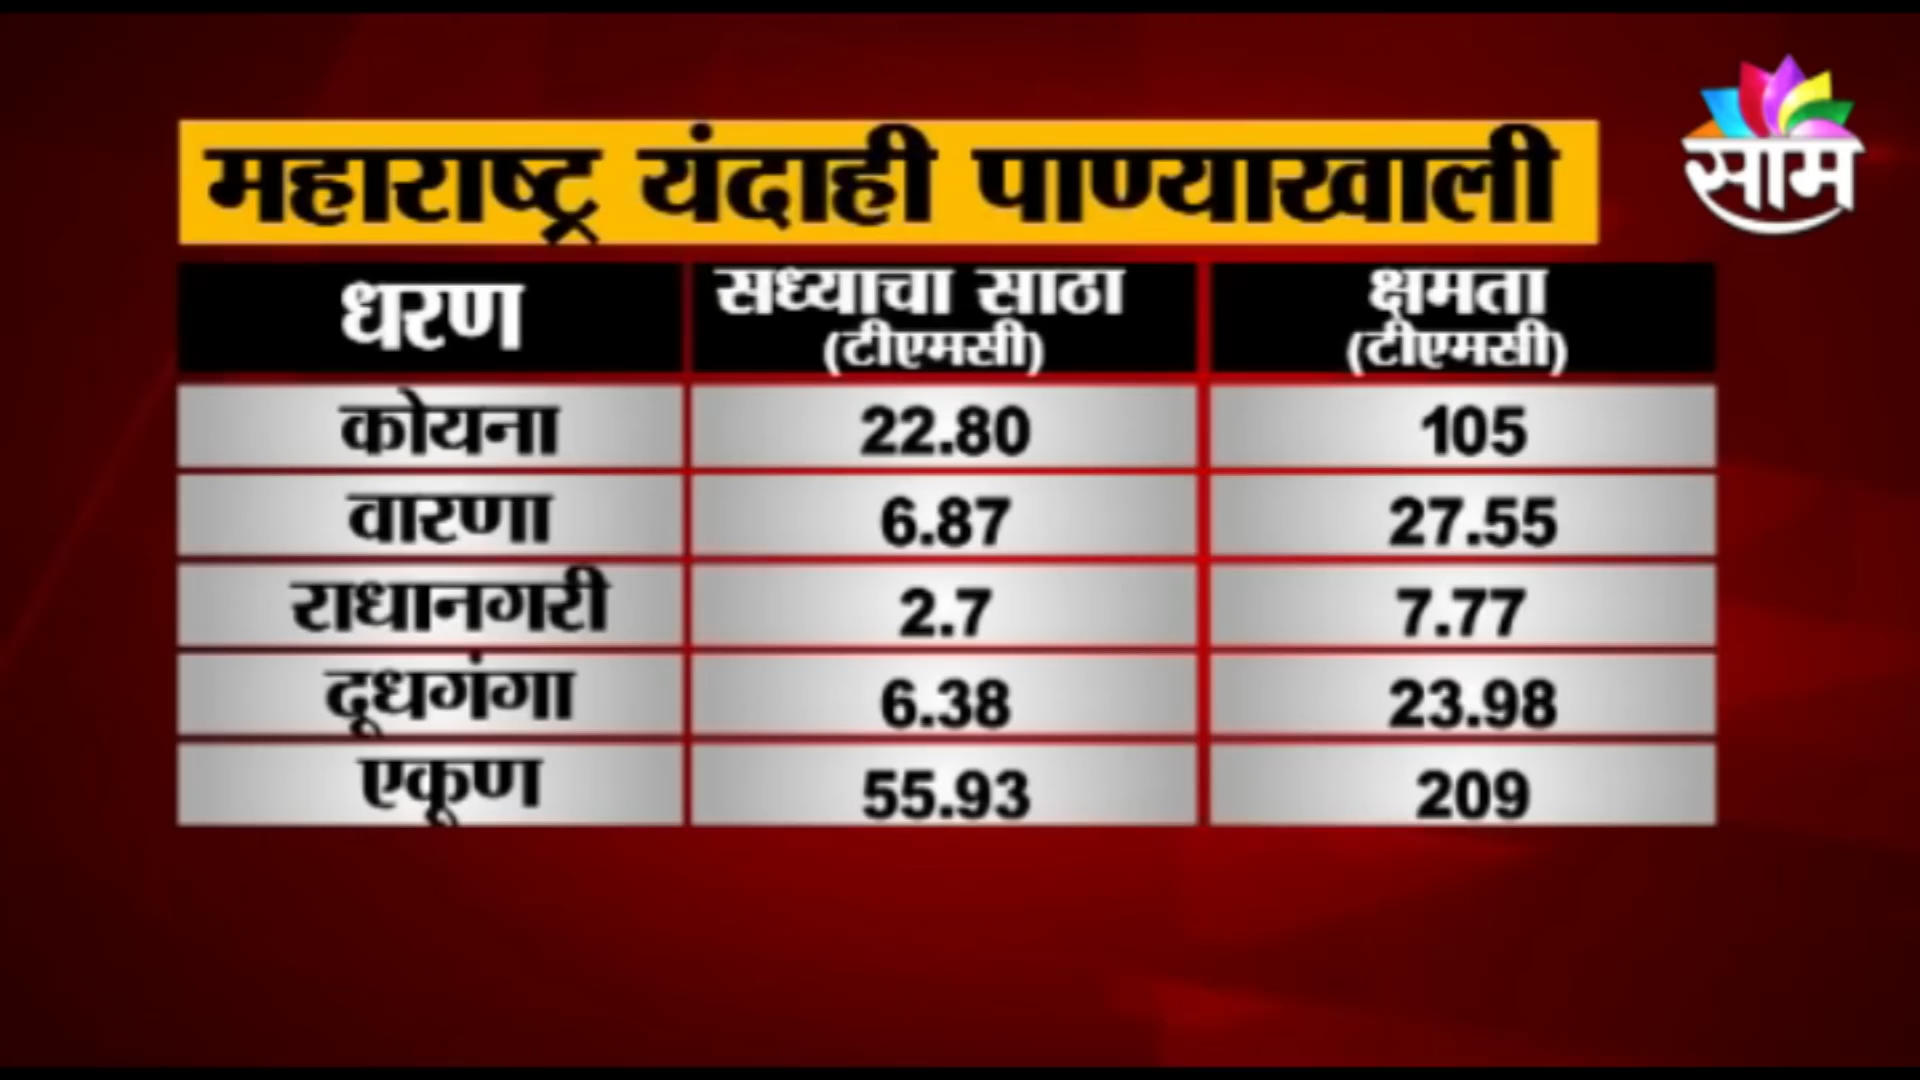 महाराष्ट्र यंदाही पाण्याखाली
साम
धरण सध्याचा साठा (टीएमसी) क्षमता (टीएमसी)
कोयना 22.80 105
वारणा 6.87 27.55
राधानगरी 2.7 7.77
दूधगंगा 6.38 23.98
एकूण 55.93 209